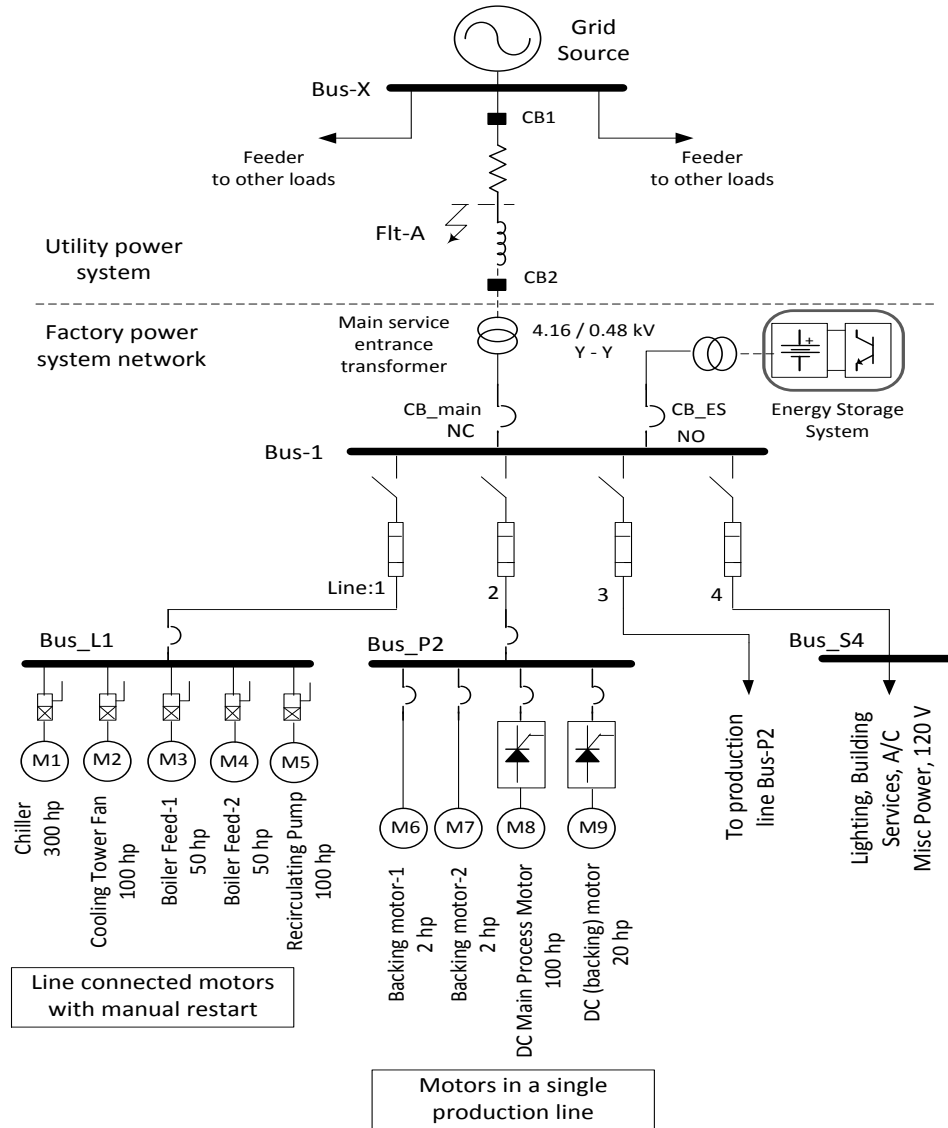 Grid
Source
Bus-X
CB1
Feeder
to other loads
Feeder
to other loads
Flt-A
Utility power
system
CB2
Factory power
system network
Main service
entrance
transformer
4.16 / 0.48 kV
Y - Y
CB_main
NC
CB_ES
NO
Energy Storage
System
Bus-1
Line:1
2
3
4
Bus_L1
Bus_P2
Bus_S4
M1
M2
M3
M4
M5
Chiller
300 hp
Cooling Tower Fan
100 hp
Boiler Feed-1
50 hp
Boiler Feed-2
50 hp
Recirculating Pump
100 hp
M6
M7
M8
M9
Backing motor-1
2 hp
Backing motor-2
2 hp
DC Main Process Motor
100 hp
DC (backing) motor
20 hp
To production
line Bus-P2
Lighting, Building
Services, A/C
Misc Power, 120 V
Line connected motors
with manual restart
Motors in a single
production line